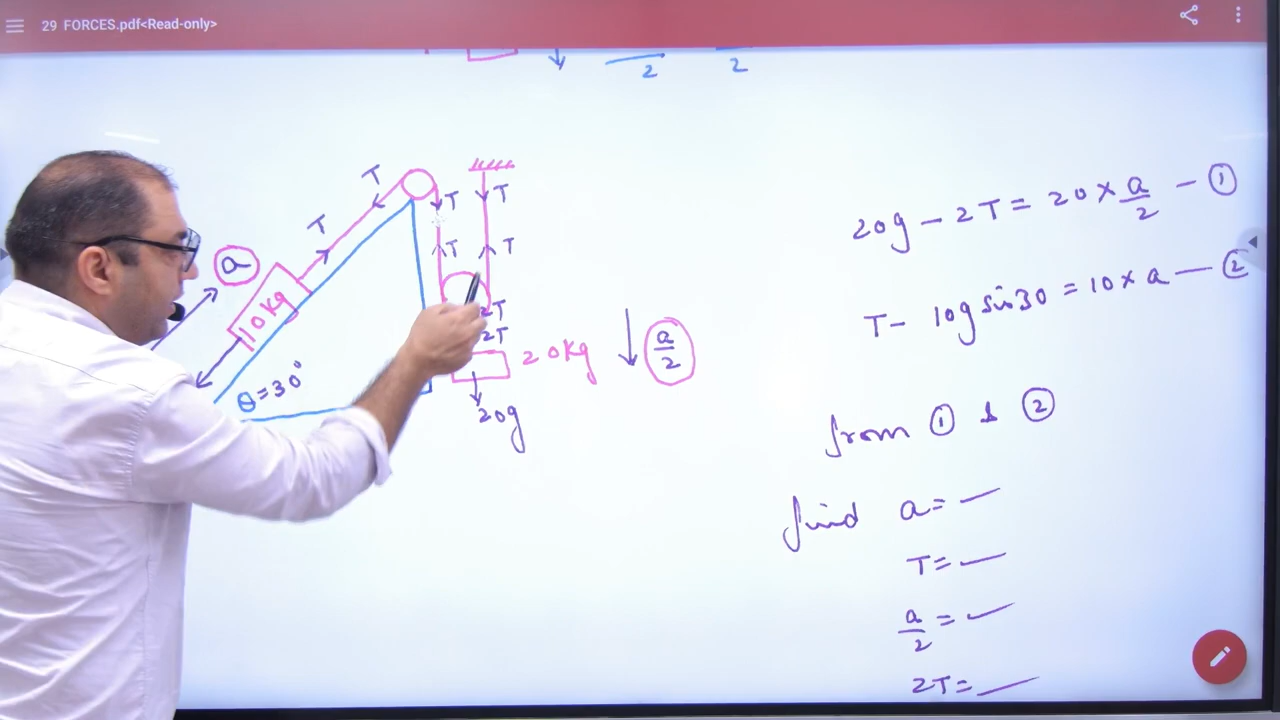 29 FORCES.pdf<Read-only>
2
2
T
T
T
T
T
T
a
10kg
2T
2T
20kg
a/2
θ=30°
20g
20g - 2T = 20 × a/2 - ①
T - 10g sin30 = 10 × a - ②
from ① & ②
find a = —
T = —
a/2 = —
2T = —